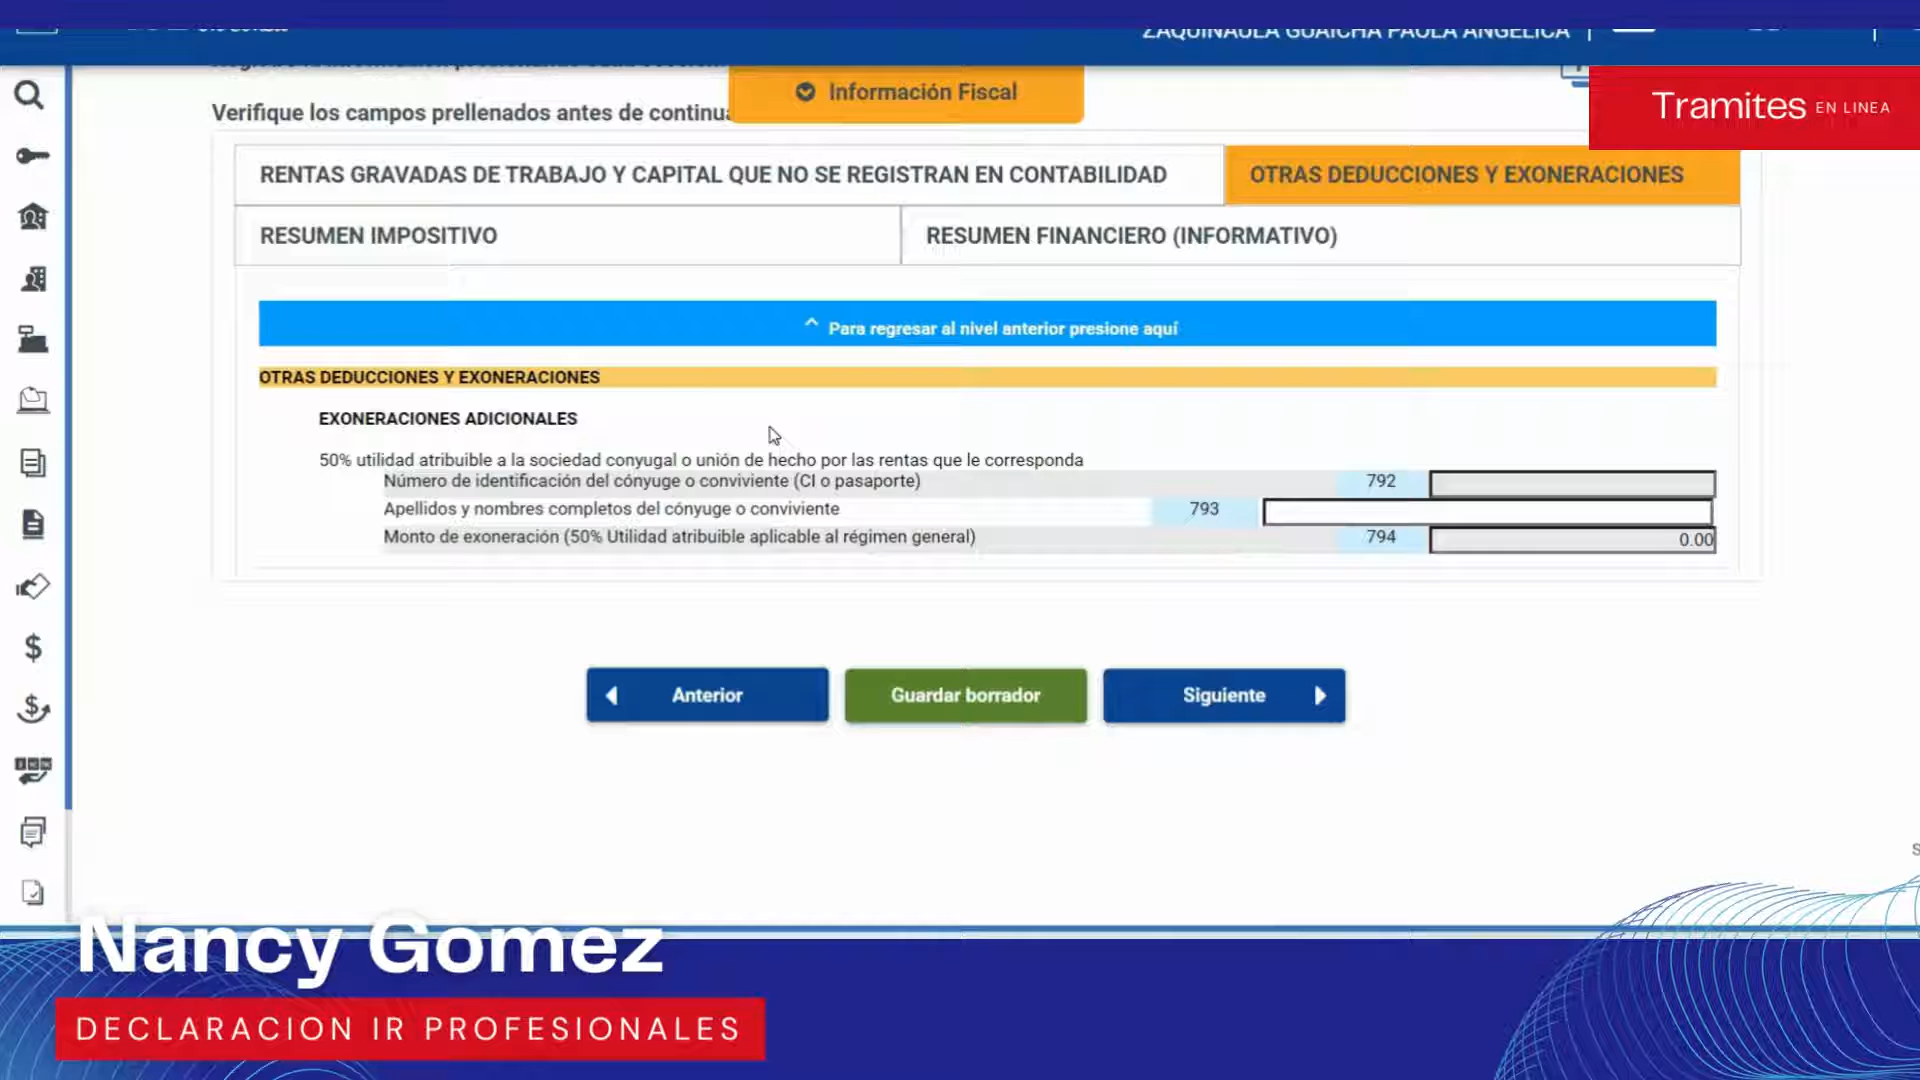 ZAQUINAULA GUAICHA PAOLA ANGELICA
Información Fiscal
Tramites EN LINEA
Verifique los campos prellenados antes de continua
RENTAS GRAVADAS DE TRABAJO Y CAPITAL QUE NO SE REGISTRAN EN CONTABILIDAD
OTRAS DEDUCCIONES Y EXONERACIONES
RESUMEN IMPOSITIVO
RESUMEN FINANCIERO (INFORMATIVO)
Para regresar al nivel anterior presione aquí
OTRAS DEDUCCIONES Y EXONERACIONES
EXONERACIONES ADICIONALES
50% utilidad atribuible a la sociedad conyugal o unión de hecho por las rentas que le corresponda
Número de identificación del cónyuge o conviviente (CI o pasaporte) 792
Apellidos y nombres completos del cónyuge o conviviente 793
Monto de exoneración (50% Utilidad atribuible aplicable al régimen general) 794 0.00
Anterior
Guardar borrador
Siguiente
Nancy Gomez
DECLARACION IR PROFESIONALES